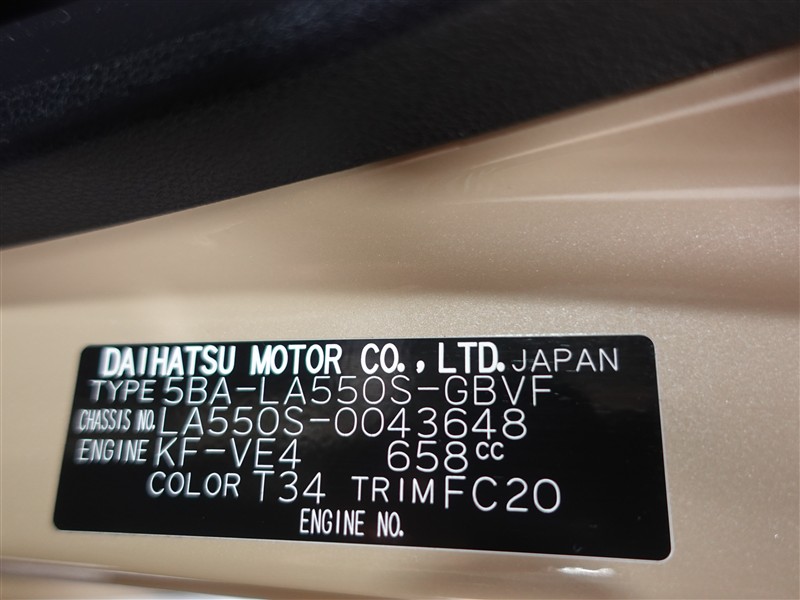 DAIHATSU MOTOR CO., LTD. JAPAN
TYPE 5BA-LA550S-GBVF
CHASSIS NO. LA550S-0043648
ENGINE KF-VE4 658cc
COLOR T34 TRIM FC20
ENGINE NO.